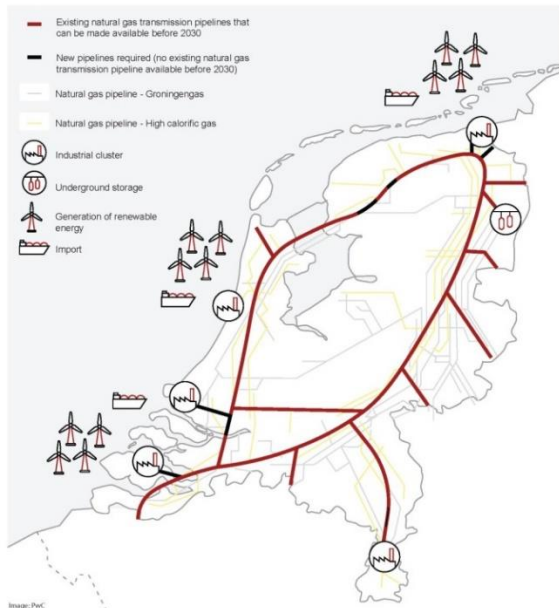 Existing natural gas transmission pipelines that
can be made available before 2030
New pipelines required (no existing natural gas
transmission pipeline available before 2030)
Natural gas pipeline - Groningengas
Natural gas pipeline - High calorific gas
Industrial cluster
Underground storage
Generation of renewable
energy
Import
Image: PwC